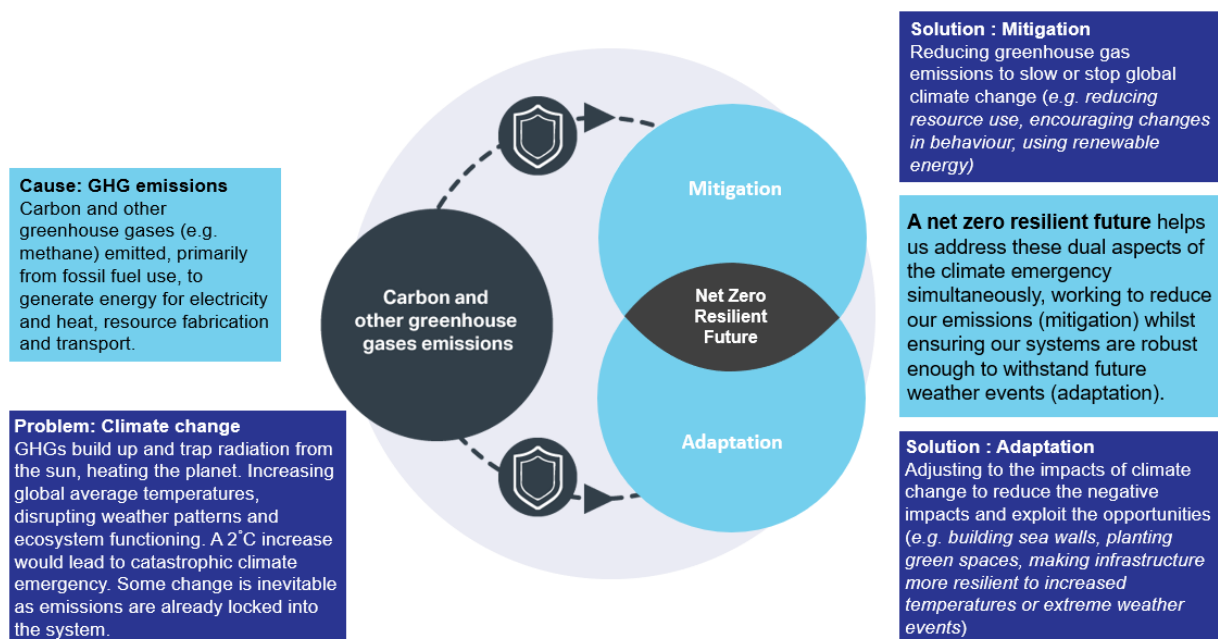 Cause: GHG emissions
Carbon and other
greenhouse gases (e.g.
methane) emitted, primarily
from fossil fuel use, to
generate energy for electricity
and heat, resource fabrication
and transport.
Problem: Climate change
GHGs build up and trap radiation from
the sun, heating the planet. Increasing
global average temperatures,
disrupting weather patterns and
ecosystem functioning. A 2°C increase
would lead to catastrophic climate
emergency. Some change is inevitable
as emissions are already locked into
the system.
Carbon and
other greenhouse
gases emissions
Mitigation
Net Zero
Resilient
Future
Adaptation
Solution : Mitigation
Reducing greenhouse gas
emissions to slow or stop global
climate change (e.g. reducing
resource use, encouraging changes
in behaviour, using renewable
energy)
A net zero resilient future helps
us address these dual aspects of
the climate emergency
simultaneously, working to reduce
our emissions (mitigation) whilst
ensuring our systems are robust
enough to withstand future
weather events (adaptation).
Solution : Adaptation
Adjusting to the impacts of climate
change to reduce the negative
impacts and exploit the opportunities
(e.g. building sea walls, planting
green spaces, making infrastructure
more resilient to increased
temperatures or extreme weather
events)